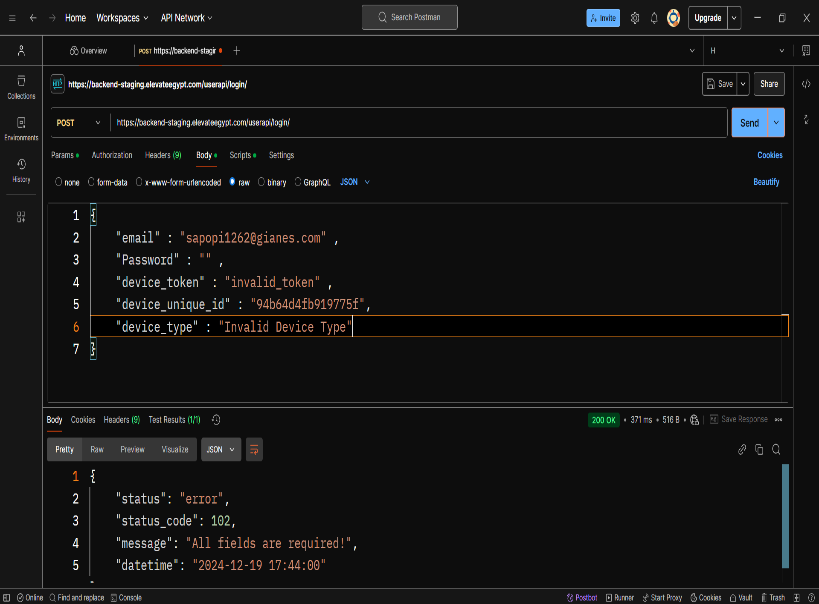 Home Workspaces API Network Search Postman Invite Upgrade
Overview POST https://backend-stagir H
https://backend-staging.elevateegypt.com/userapi/login/ Save Share
Collections
POST https://backend-staging.elevateegypt.com/userapi/login/ Send
Environments
Params Authorization Headers (9) Body Scripts Settings Cookies
History
none form-data x-www-form-urlencoded raw binary GraphQL JSON Beautify
1 {
2 "email" : "sapopi1262@gianes.com" ,
3 "Password" : "" ,
4 "device_token" : "invalid_token" ,
5 "device_unique_id" : "94b64d4fb919775f",
6 "device_type" : "Invalid Device Type"
7 }
Body Cookies Headers (9) Test Results (1/1) 200 OK • 371 ms • 516 B • Save Response
Pretty Raw Preview Visualize JSON
1 {
2 "status": "error",
3 "status_code": 102,
4 "message": "All fields are required!",
5 "datetime": "2024-12-19 17:44:00"
Online Find and replace Console Postbot Runner Start Proxy Cookies Vault Trash